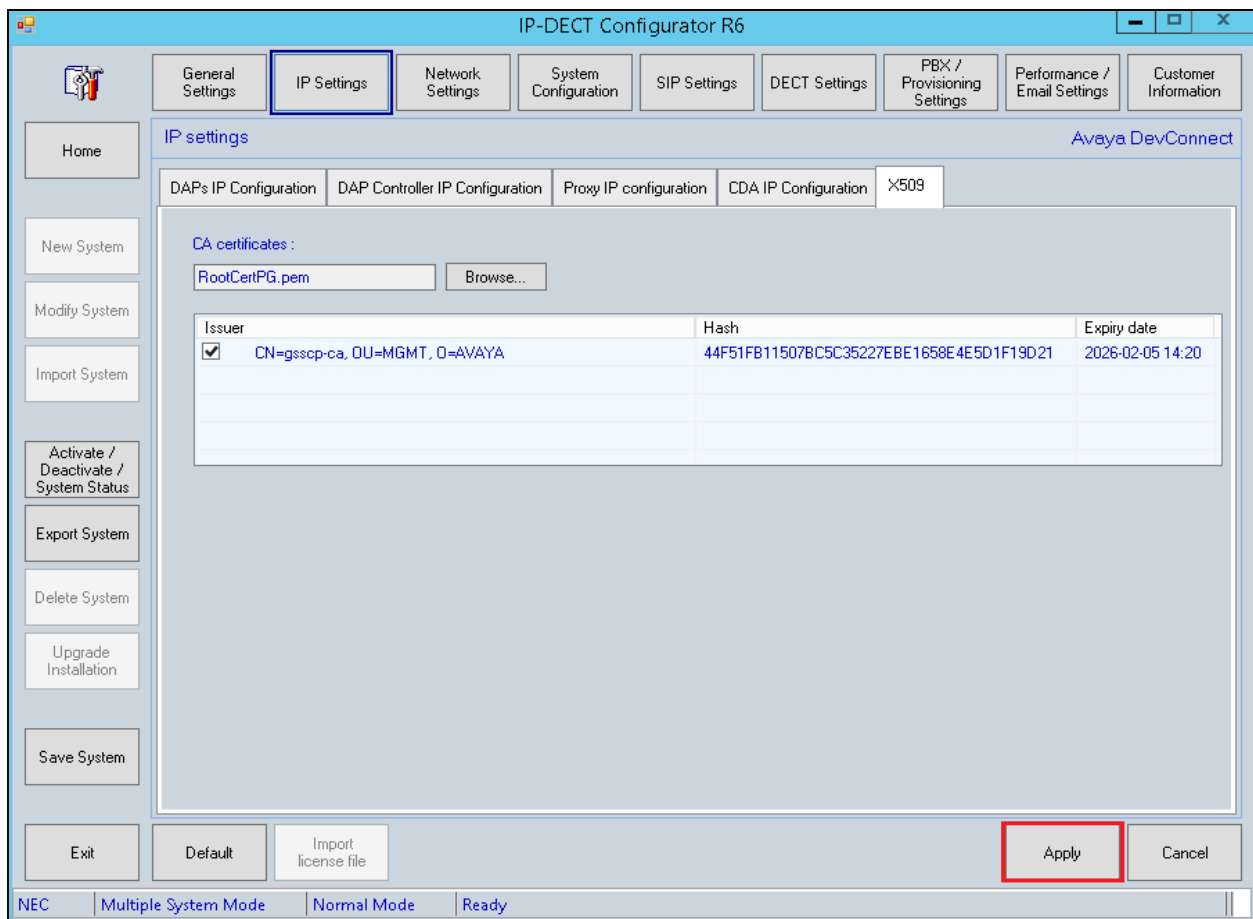 IP-DECT Configurator R6
General
Settings
IP Settings
Network
Settings
System
Configuration
SIP Settings
DECT Settings
PBX /
Provisioning
Settings
Performance /
Email Settings
Customer
Information
Home
New System
Modify System
Import System
Activate /
Deactivate /
System Status
Export System
Delete System
Upgrade
Installation
Save System
Exit
IP settings
Avaya DevConnect
DAPs IP Configuration
DAP Controller IP Configuration
Proxy IP configuration
CDA IP Configuration
X509
CA certificates :
RootCertPG.pem
Browse...
Issuer Hash Expiry date
CN=gsscp-ca, OU=MGMT, O=AVAYA 44F51FB11507BC5C35227EBE1658E4E5D1F19D21 2026-02-05 14:20
Default
Import
license file
Apply
Cancel
NEC Multiple System Mode Normal Mode Ready